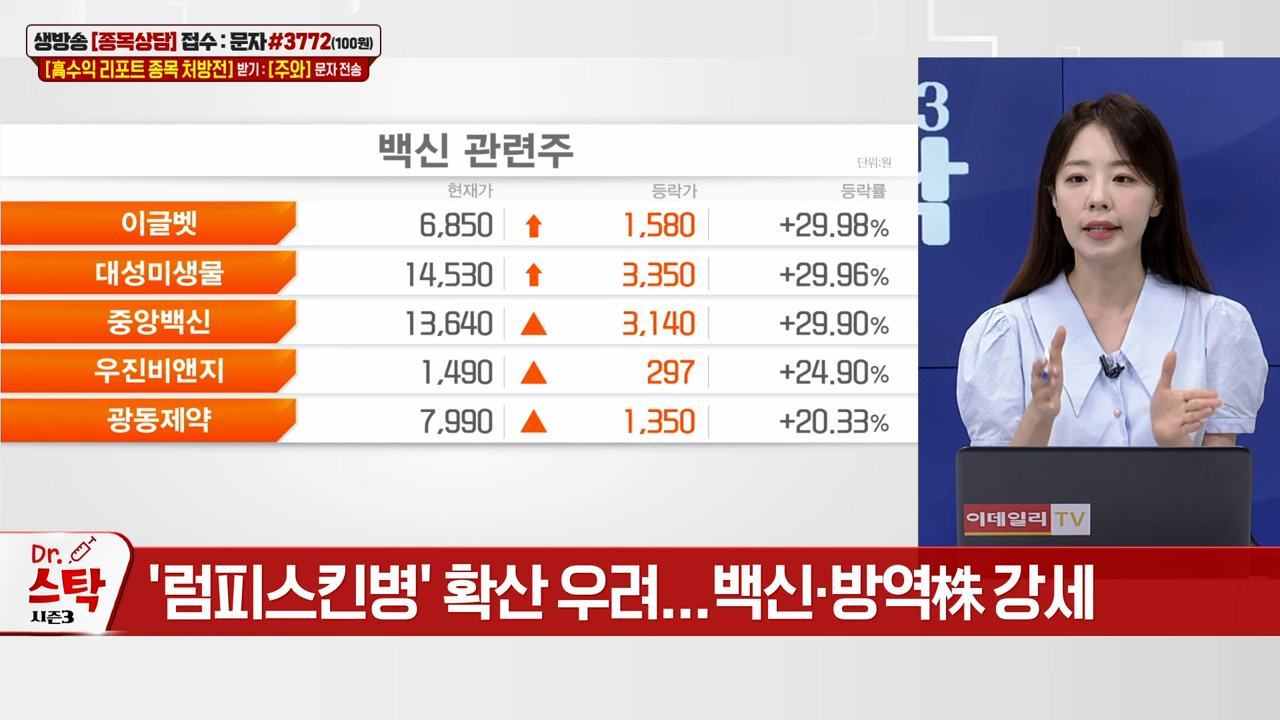 생방송 [종목상담] 접수 : 문자#3772(100원)
[高수익 리포트 종목 처방전] 받기 : [주와] 문자 전송
백신 관련주
단위:원
현재가 등락가 등락률
이글벳 6,850 1,580 +29.98%
대성미생물 14,530 3,350 +29.96%
중앙백신 13,640 3,140 +29.90%
우진비앤지 1,490 297 +24.90%
광동제약 7,990 1,350 +20.33%
3
이데일리 TV
Dr.
스탁
시즌3
'럼피스킨병' 확산 우려...백신·방역株 강세